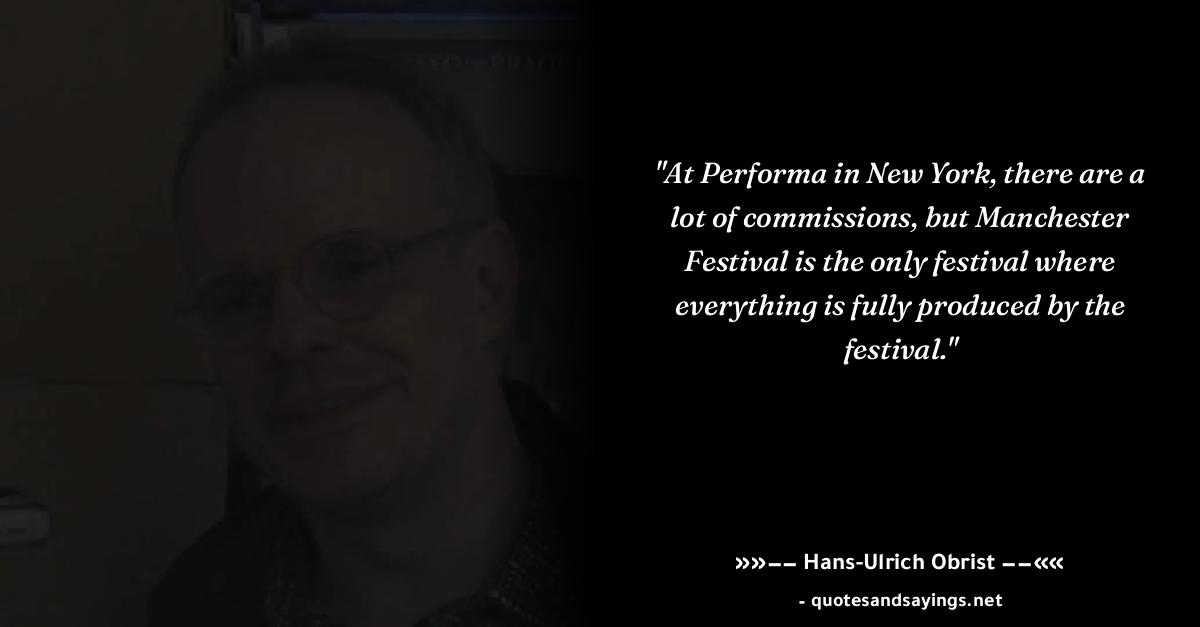 "At Performa in New York, there are a
lot of commissions, but Manchester
Festival is the only festival where
everything is fully produced by the
festival."
»»−− Hans-Ulrich Obrist −−««
- quotesandsayings.net